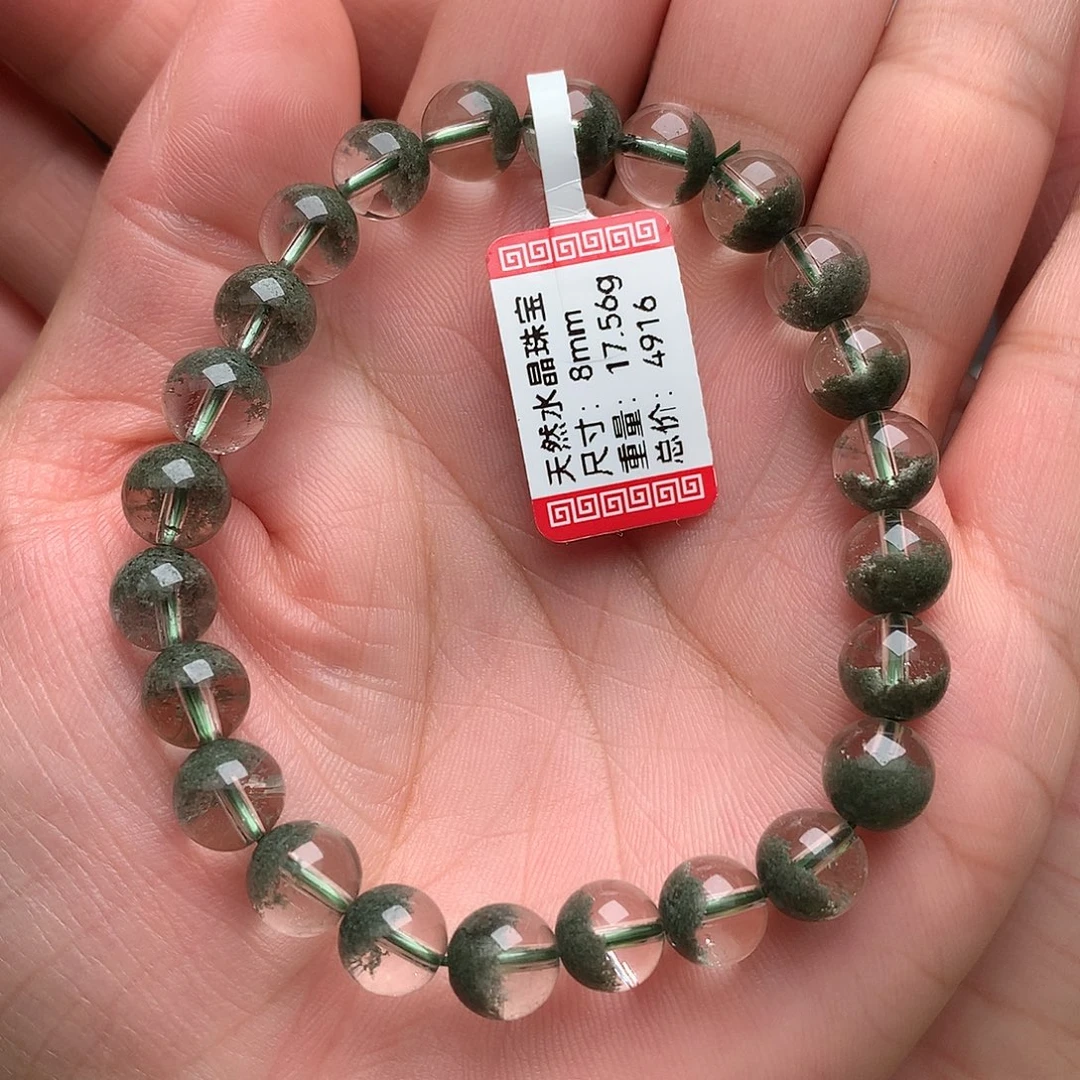 天然水晶珠宝
尺寸: 8mm
重量: 17.56g
总价: 4916